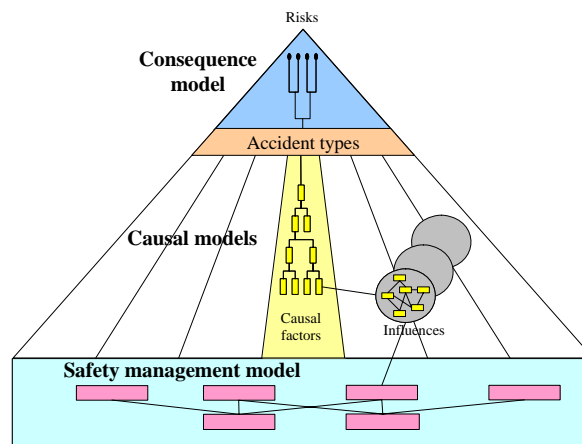 Risks
Consequence
model
Accident types
Causal models
Causal
factors
Influences
Safety management model